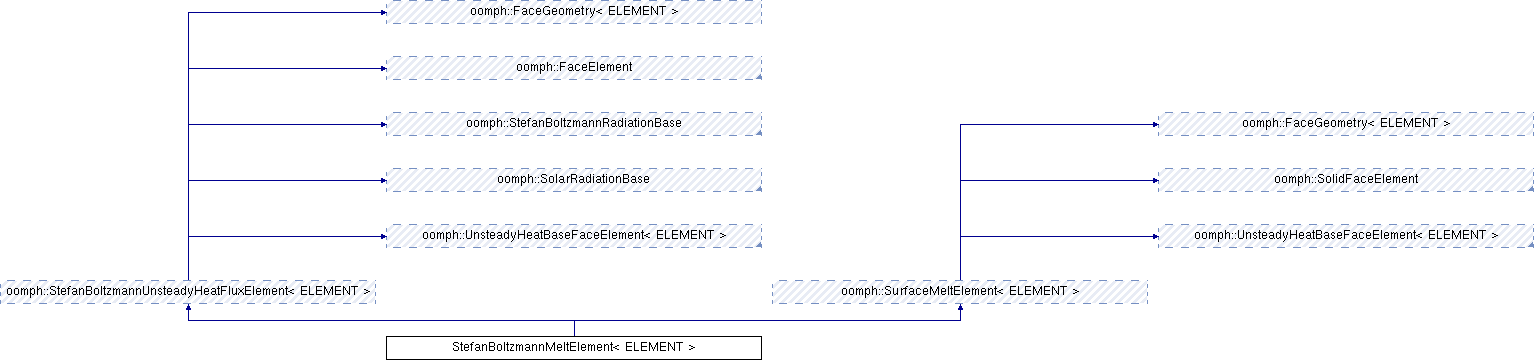 oomph::FaceGeometry< ELEMENT >
oomph::FaceElement
oomph::StefanBoltzmannRadiationBase
oomph::FaceGeometry< ELEMENT >
oomph::SolarRadiationBase
oomph::SolidFaceElement
oomph::UnsteadyHeatBaseFaceElement< ELEMENT >
oomph::UnsteadyHeatBaseFaceElement< ELEMENT >
oomph::StefanBoltzmannUnsteadyHeatFluxElement< ELEMENT >
oomph::SurfaceMeltElement< ELEMENT >
StefanBoltzmannMeltElement< ELEMENT >